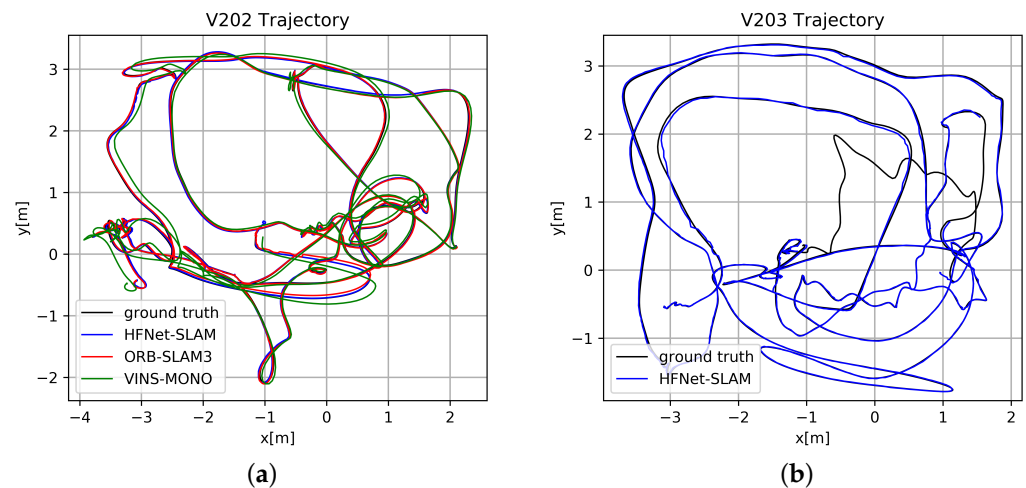 V202 Trajectory
3
2
1
0
−1
−2
y[m]
−4
−3
−2
−1
0
1
2
x[m]
ground truth
HFNet-SLAM
ORB-SLAM3
VINS-MONO
(a)
V203 Trajectory
3
2
1
0
−1
y[m]
−3
−2
−1
0
1
2
x[m]
ground truth
HFNet-SLAM
(b)